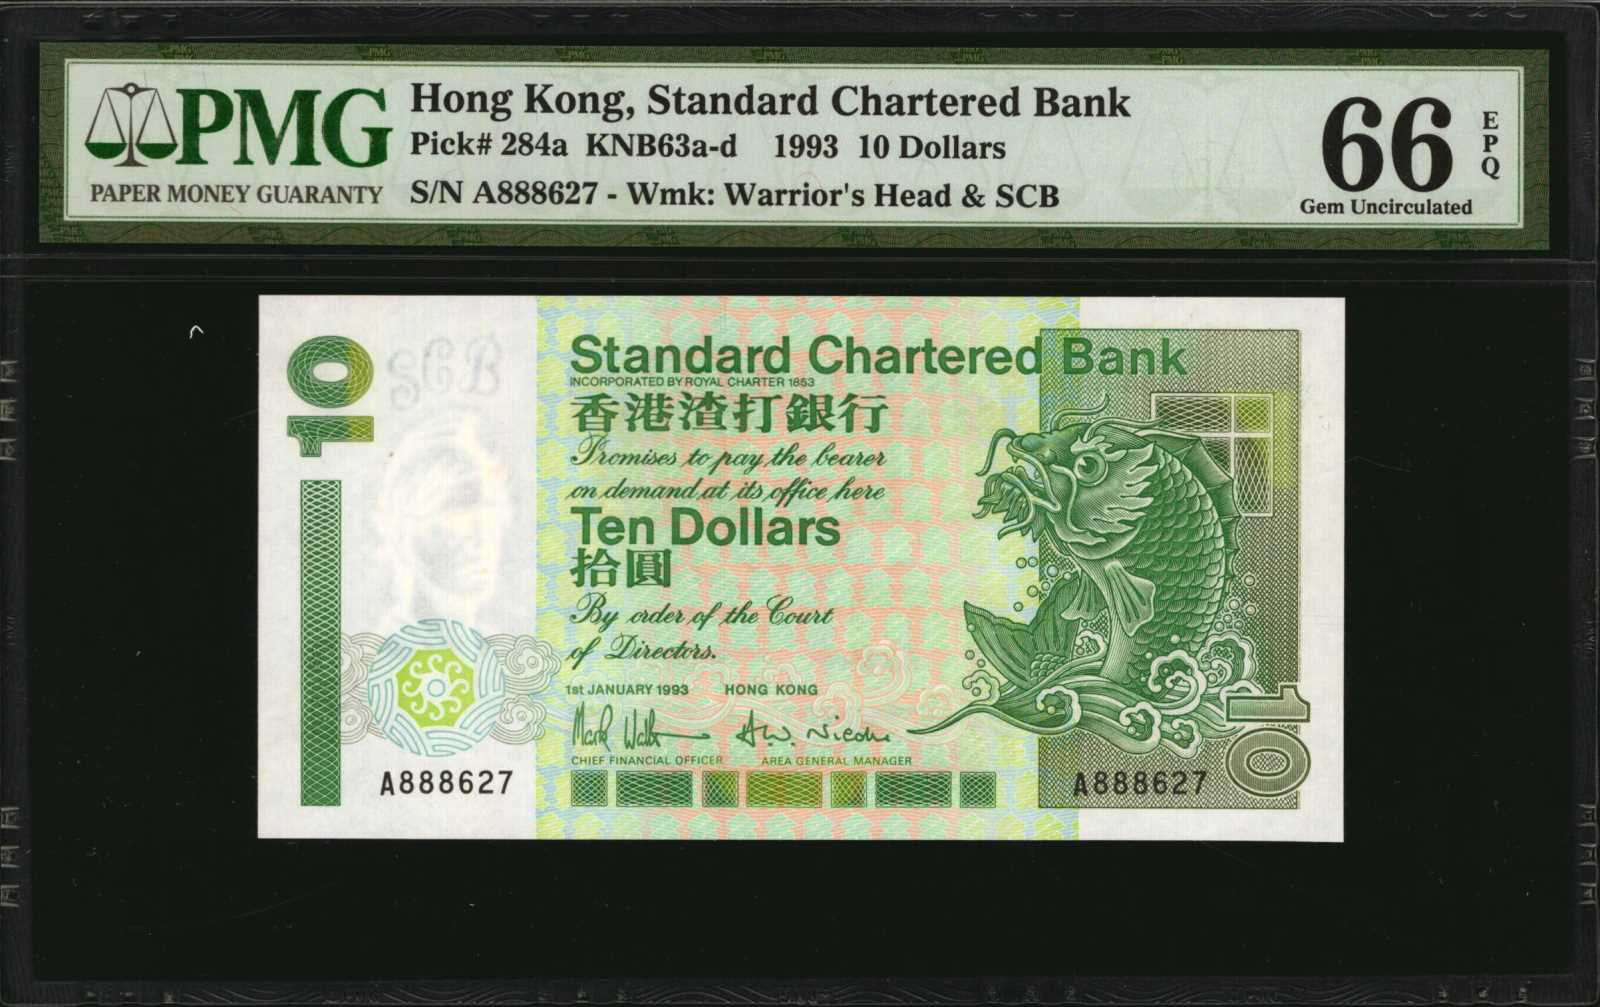 PMG
PAPER MONEY GUARANTY
Hong Kong, Standard Chartered Bank
Pick# 284a KNB63a-d 1993 10 Dollars
S/N A888627 - Wmk: Warrior's Head & SCB
66
EPQ
Gem Uncirculated
10
SCB
Standard Chartered Bank
INCORPORATED BY ROYAL CHARTER 1853
香港渣打銀行
Promises to pay the bearer
on demand at its office here
Ten Dollars
拾圓
By order of the Court
of Directors.
1st JANUARY 1993 HONG KONG
CHIEF FINANCIAL OFFICER AREA GENERAL MANAGER
A888627
A888627
10